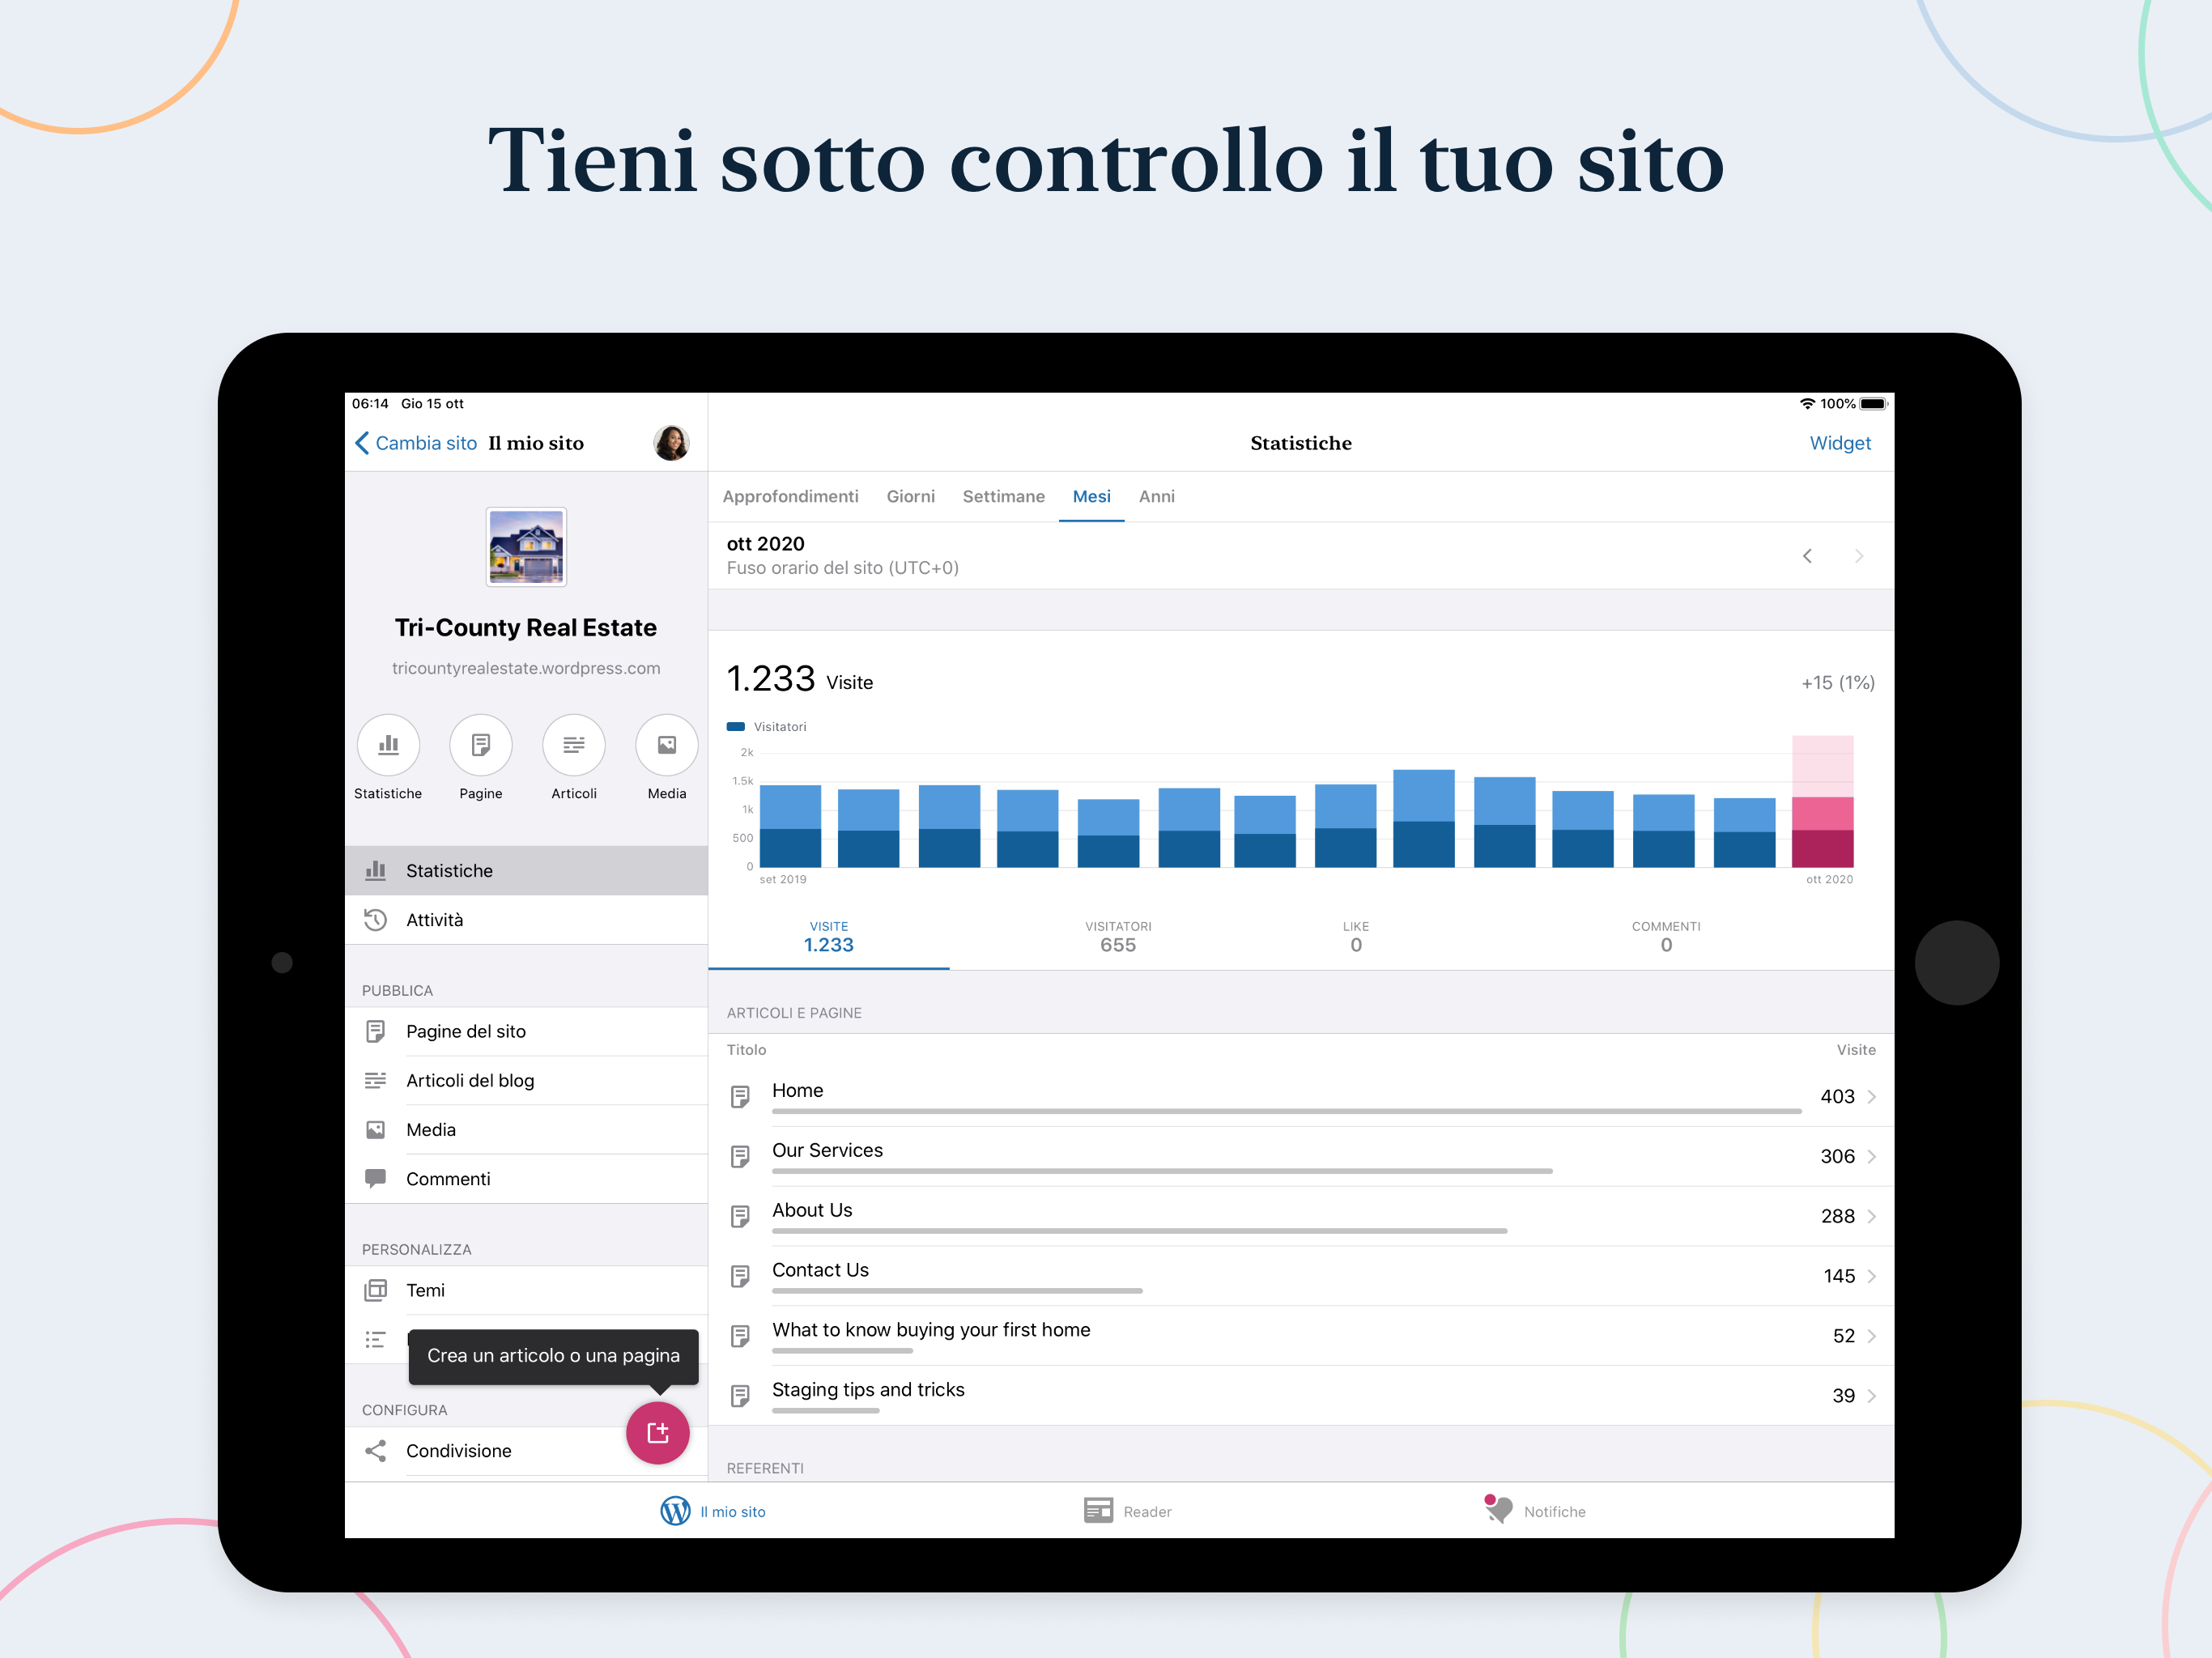 Tieni sotto controllo il tuo sito
06:14 Gio 15 ott
100%
Cambia sito Il mio sito
Statistiche
Widget
Tri-County Real Estate
tricountyrealestate.wordpress.com
Statistiche Pagine Articoli Media
Statistiche
Attività
PUBBLICA
Pagine del sito
Articoli del blog
Media
Commenti
PERSONALIZZA
Temi
Crea un articolo o una pagina
CONFIGURA
Condivisione
Approfondimenti Giorni Settimane Mesi Anni
ott 2020
Fuso orario del sito (UTC+0)
1.233 Visite
+15 (1%)
Visitatori
2k
1.5k
1k
500
0
set 2019 ott 2020
VISITE VISITATORI LIKE COMMENTI
1.233 655 0 0
ARTICOLI E PAGINE
Titolo Visite
Home 403
Our Services 306
About Us 288
Contact Us 145
What to know buying your first home 52
Staging tips and tricks 39
REFERENTI
Il mio sito Reader Notifiche